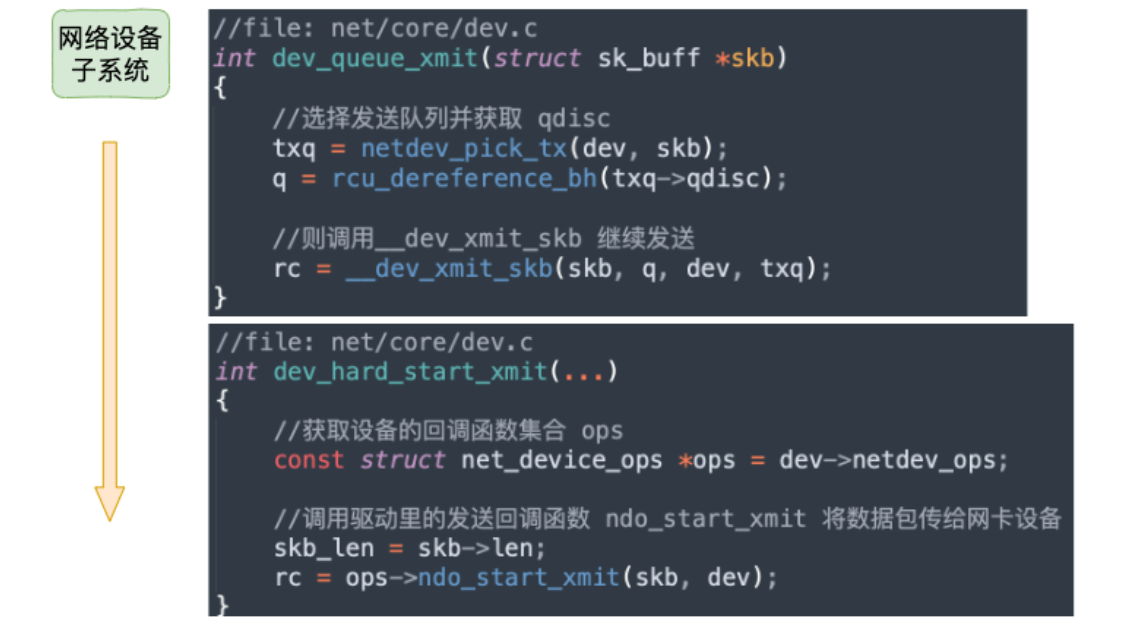 网络设备
子系统
//file: net/core/dev.c
int dev_queue_xmit(struct sk_buff *skb)
{
    //选择发送队列并获取 qdisc
    txq = netdev_pick_tx(dev, skb);
    q = rcu_dereference_bh(txq->qdisc);
    //则调用__dev_xmit_skb 继续发送
    rc = __dev_xmit_skb(skb, q, dev, txq);
}
//file: net/core/dev.c
int dev_hard_start_xmit(...)
{
    //获取设备的回调函数集合 ops
    const struct net_device_ops *ops = dev->netdev_ops;
    //调用驱动里的发送回调函数 ndo_start_xmit 将数据包传给网卡设备
    skb_len = skb->len;
    rc = ops->ndo_start_xmit(skb, dev);
}